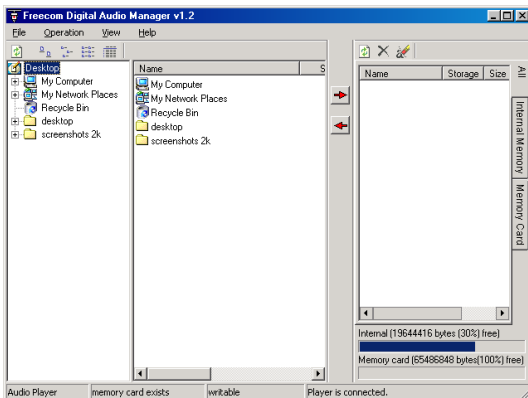 Freecom Digital Audio Manager v1.2
File Operation View Help
Desktop
My Computer
My Network Places
Recycle Bin
desktop
screenshots 2k
Name S
My Computer
My Network Places
Recycle Bin
desktop
screenshots 2k
Name Storage Size
All
Internal Memory
Memory Card
Internal (19644416 bytes (30%) free)
Memory card (65486848 bytes(100%) free)
Audio Player memory card exists writable Player is connected.